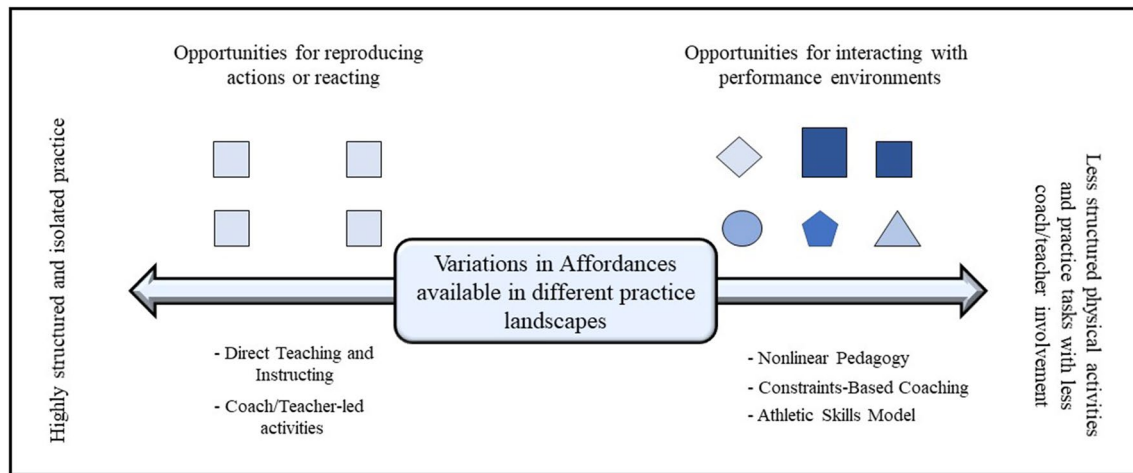 Opportunities for reproducing
actions or reacting
Opportunities for interacting with
performance environments
Highly structured and isolated practice
Variations in Affordances
available in different practice
landscapes
- Direct Teaching and
Instructing
- Coach/Teacher-led
activities
- Nonlinear Pedagogy
- Constraints-Based Coaching
- Athletic Skills Model
Less structured physical activities
and practice tasks with less
coach/teacher involvement